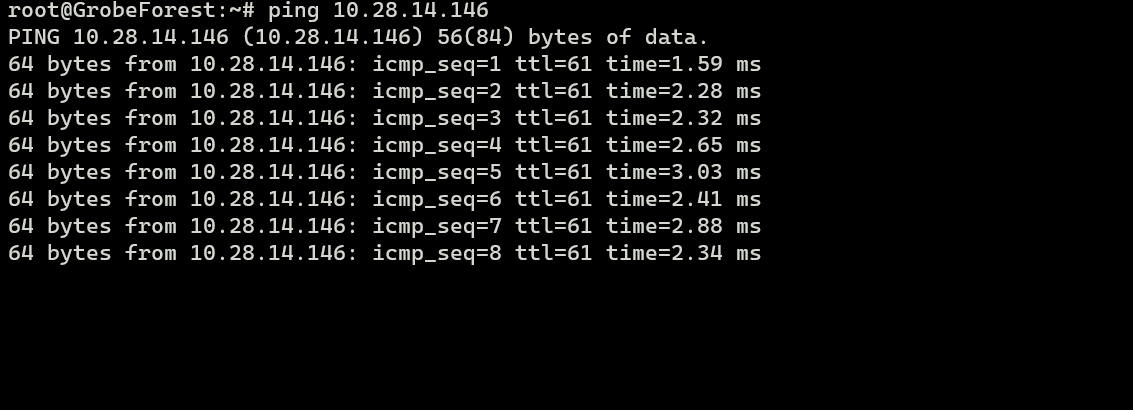 root@GrobeForest:~# ping 10.28.14.146
PING 10.28.14.146 (10.28.14.146) 56(84) bytes of data.
64 bytes from 10.28.14.146: icmp_seq=1 ttl=61 time=1.59 ms
64 bytes from 10.28.14.146: icmp_seq=2 ttl=61 time=2.28 ms
64 bytes from 10.28.14.146: icmp_seq=3 ttl=61 time=2.32 ms
64 bytes from 10.28.14.146: icmp_seq=4 ttl=61 time=2.65 ms
64 bytes from 10.28.14.146: icmp_seq=5 ttl=61 time=3.03 ms
64 bytes from 10.28.14.146: icmp_seq=6 ttl=61 time=2.41 ms
64 bytes from 10.28.14.146: icmp_seq=7 ttl=61 time=2.88 ms
64 bytes from 10.28.14.146: icmp_seq=8 ttl=61 time=2.34 ms